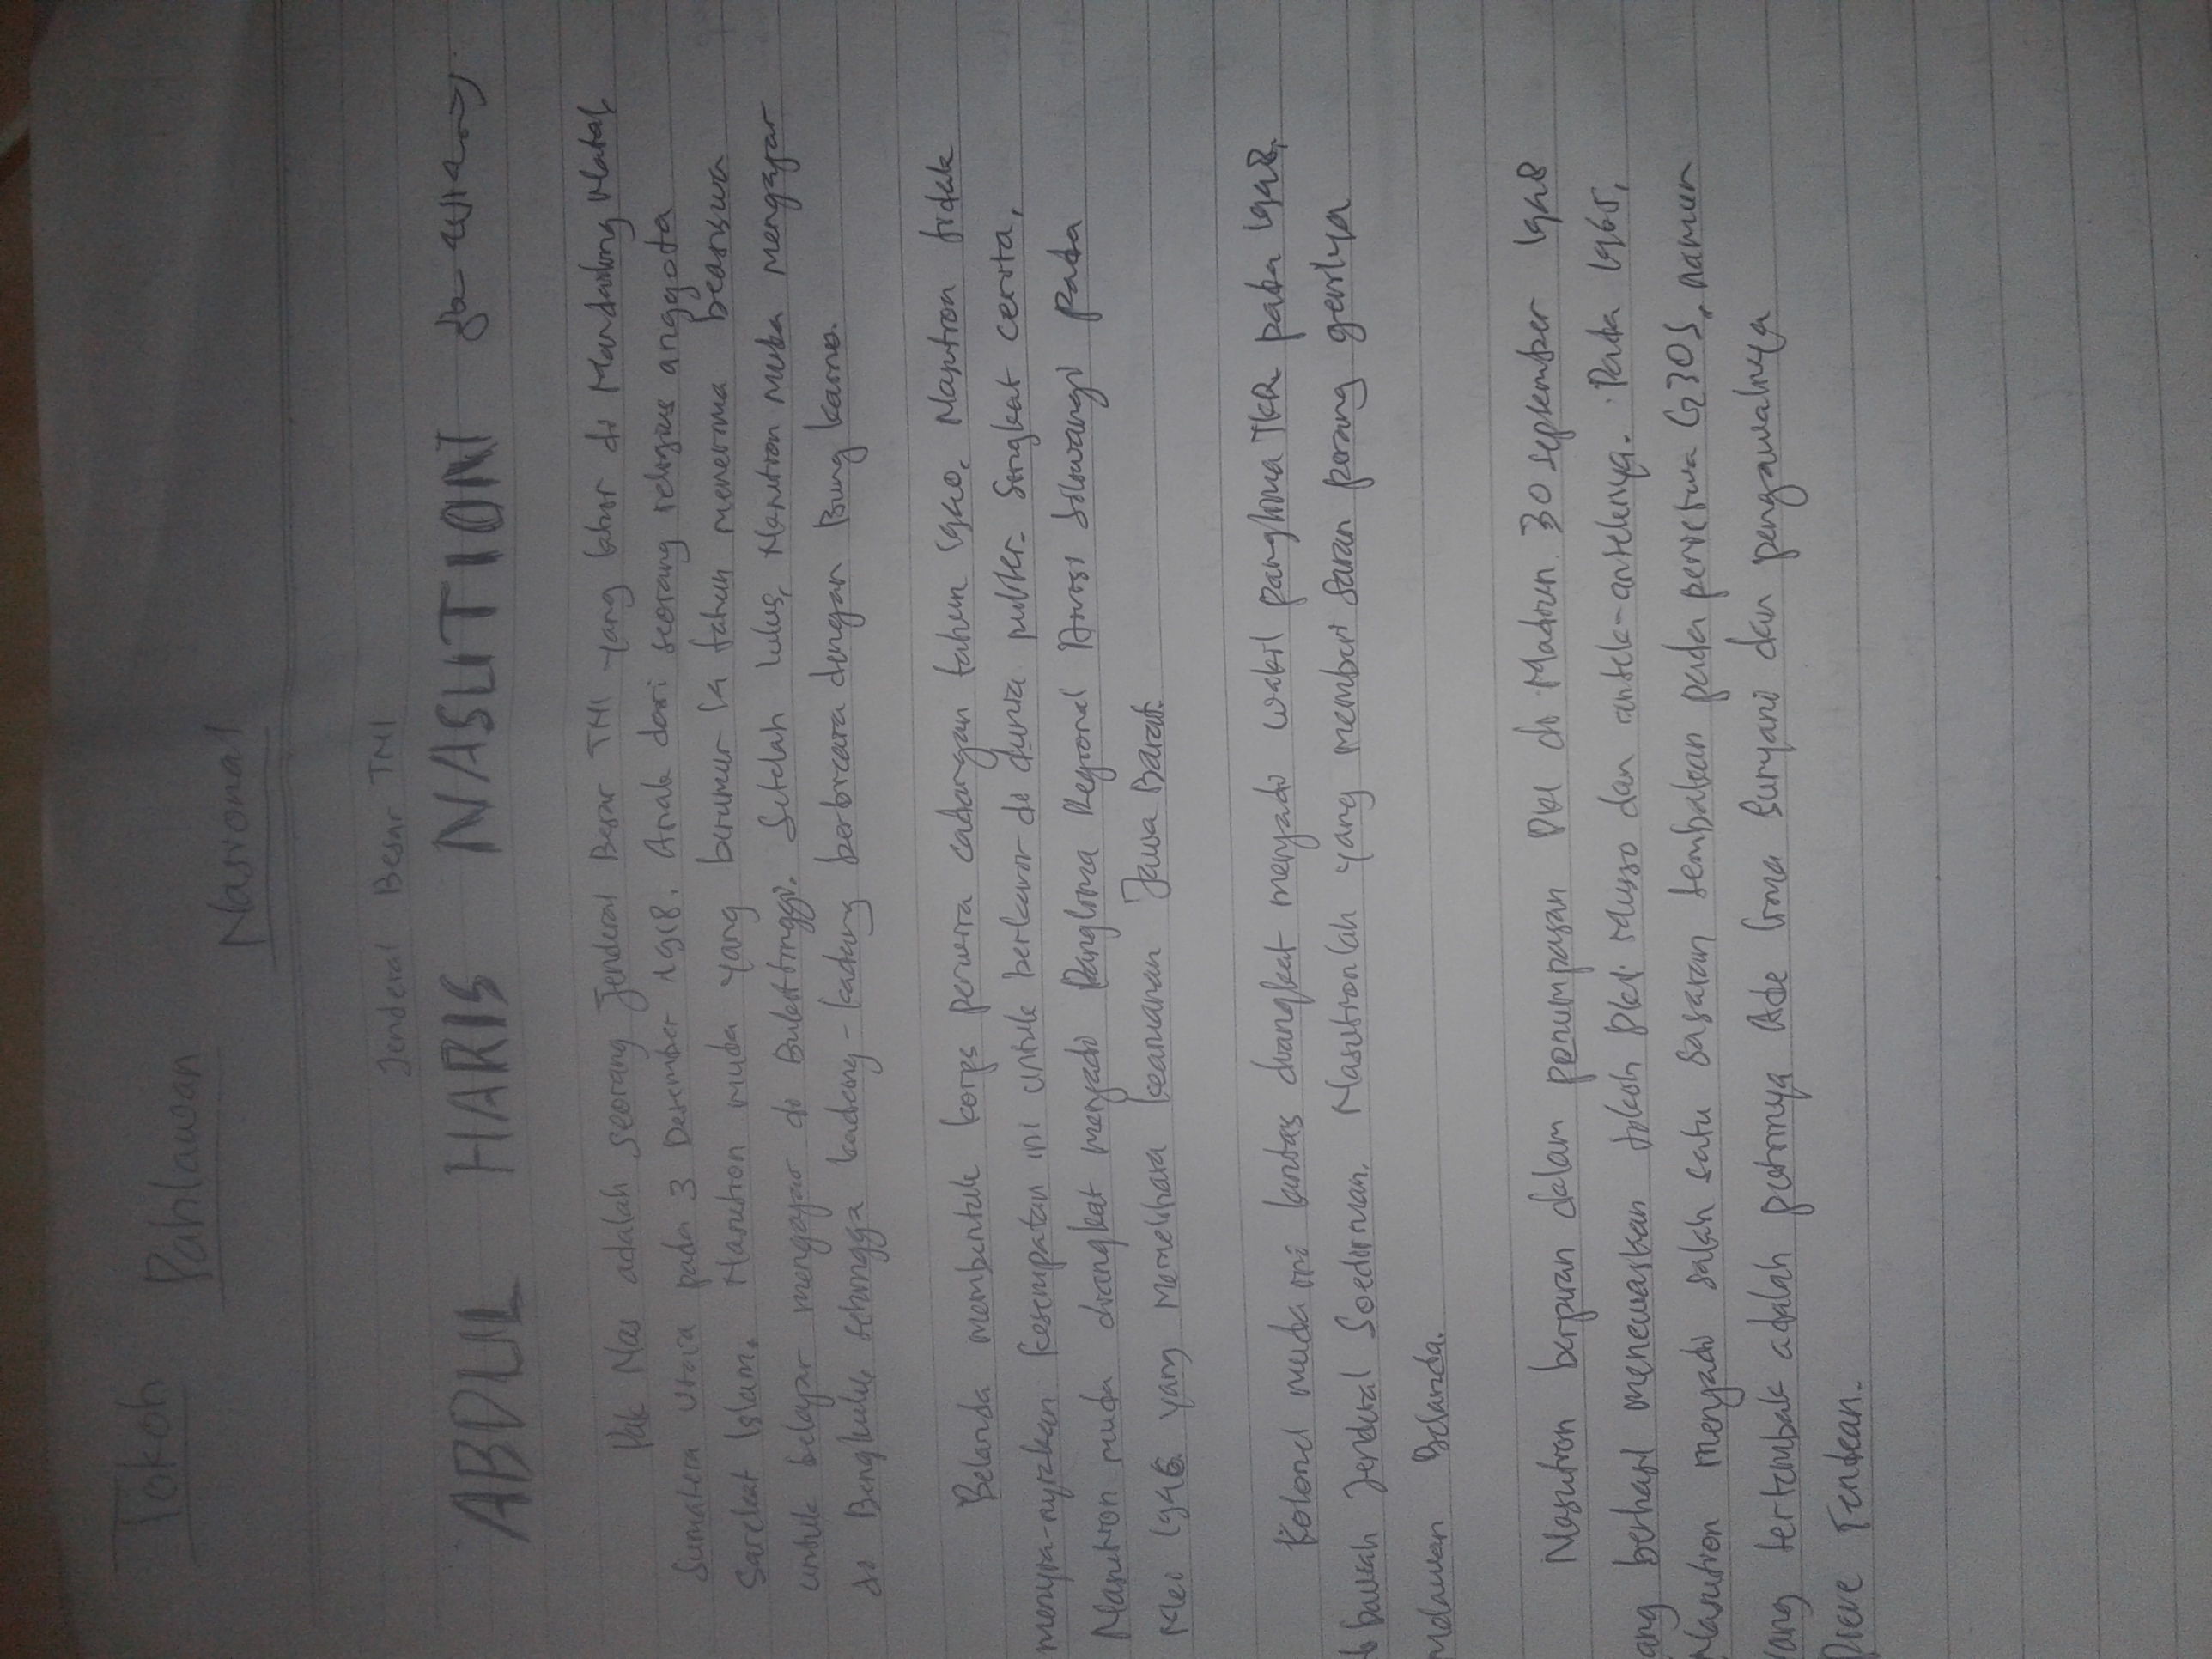 Tokoh
Pahlawan
Nasional
Jenderal Besar TNI
ABDUL HARIS NASUTION
Pak Nas adalah seorang Jenderal Besar TNI yang lahir di Mandailing Natal,
Sumatera Utara pada 3 Desember 1918. Anak dari seorang religius anggota
Sarekat Islam. Nasution muda yang berumur 14 tahun menerima beasiswa
untuk belajar mengajar di Bukittinggi. Setelah lulus, Nasution muda mengajar
di Bengkulu, sehingga kadang-kadang berbicara dengan Bung Karno.
Belanda membentuk korps perwira cadangan tahun 1940, Nasution tidak
menyia-nyiakan kesempatan ini untuk berkarir di dunia militer. Singkat cerita,
Nasution muda diangkat menjadi Panglima Regional Divisi Siliwangi pada
Mei 1946 yang memelihara keamanan Jawa Barat.
Kolonel muda ini lantas diangkat menjadi wakil panglima TKR pada 1948,
bawah Jenderal Soedirman. Nasutionlah yang memberi saran perang gerilya
melawan Belanda.
Nasution berperan dalam penumpasan PKI di Madiun 30 september 1948
ang berhasil menewaskan tokoh PKI Musso dan antek-anteknya. Pada 1965,
Nasution menjadi salah satu sasaran tembakan pada peristiwa G30S, namun
yang tertembak adalah putrinya Ade Irma Suryani dan pengawalnya
Pierre Tendean.